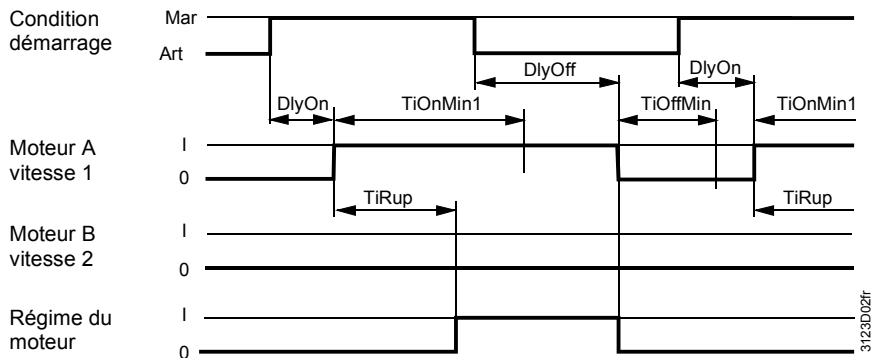 Condition
démarrage
Mar
Art
DlyOff
DlyOn
DlyOn
TiOnMin1
TiOffMin
TiOnMin1
Moteur A
vitesse 1
I
0
TiRup
TiRup
Moteur B
vitesse 2
I
0
Régime du
moteur
I
0
3123D02fr